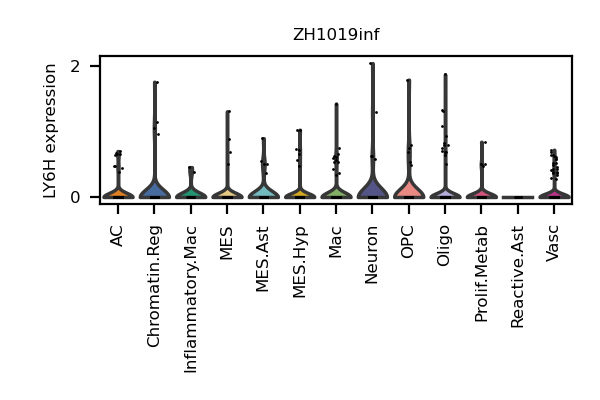 ZH1019inf
LY6H expression
2
0
AC
Chromatin.Reg
Inflammatory.Mac
MES
MES.Ast
MES.Hyp
Mac
Neuron
OPC
Oligo
Prolif.Metab
Reactive.Ast
Vasc